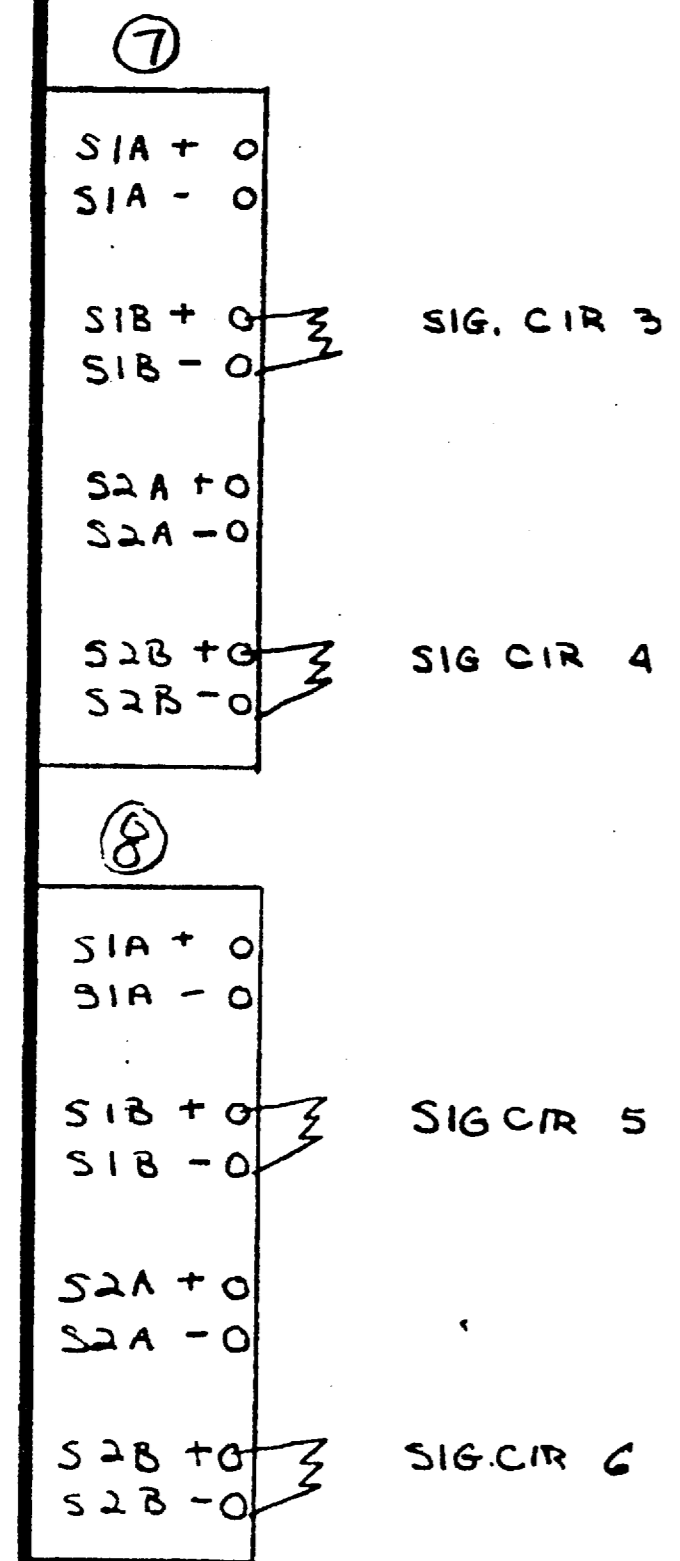 7
S1A + O
S1A - O
S1B + O SIG. CIR 3
S1B - O
S2A + O
S2A - O
S2B + O SIG CIR 4
S2B - O
8
S1A + O
S1A - O
S1B + O SIG CIR 5
S1B - O
S2A + O
S2A - O
S2B + O SIG.CIR 6
S2B - O